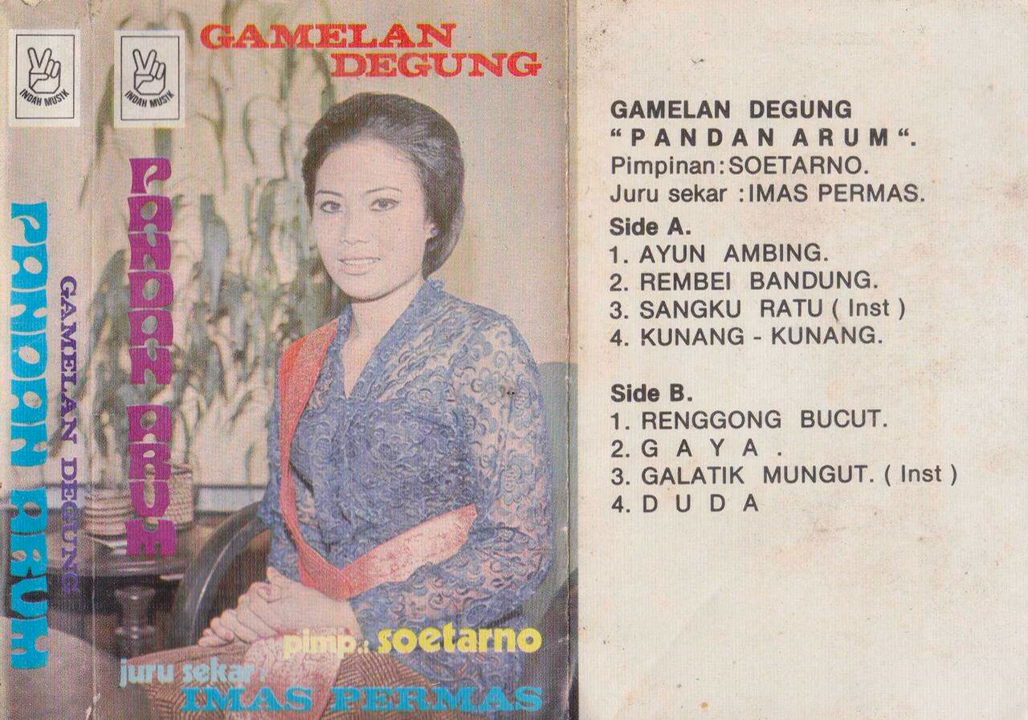 INDAH MUSIK
PANDAN ARUM
GAMELAN DEGUNG
INDAH MUSIK
GAMELAN
DEGUNG
PANDAN ARUM
pimp.: soetarno
juru sekar :
IMAS PERMAS
GAMELAN DEGUNG
“ PANDAN ARUM “.
Pimpinan : SOETARNO.
Juru sekar : IMAS PERMAS.
Side A.
1. AYUN AMBING.
2. REMBEI BANDUNG.
3. SANGKU RATU ( Inst )
4. KUNANG - KUNANG.
Side B.
1. RENGGONG BUCUT.
2. G A Y A .
3. GALATIK MUNGUT. ( Inst )
4. D U D A